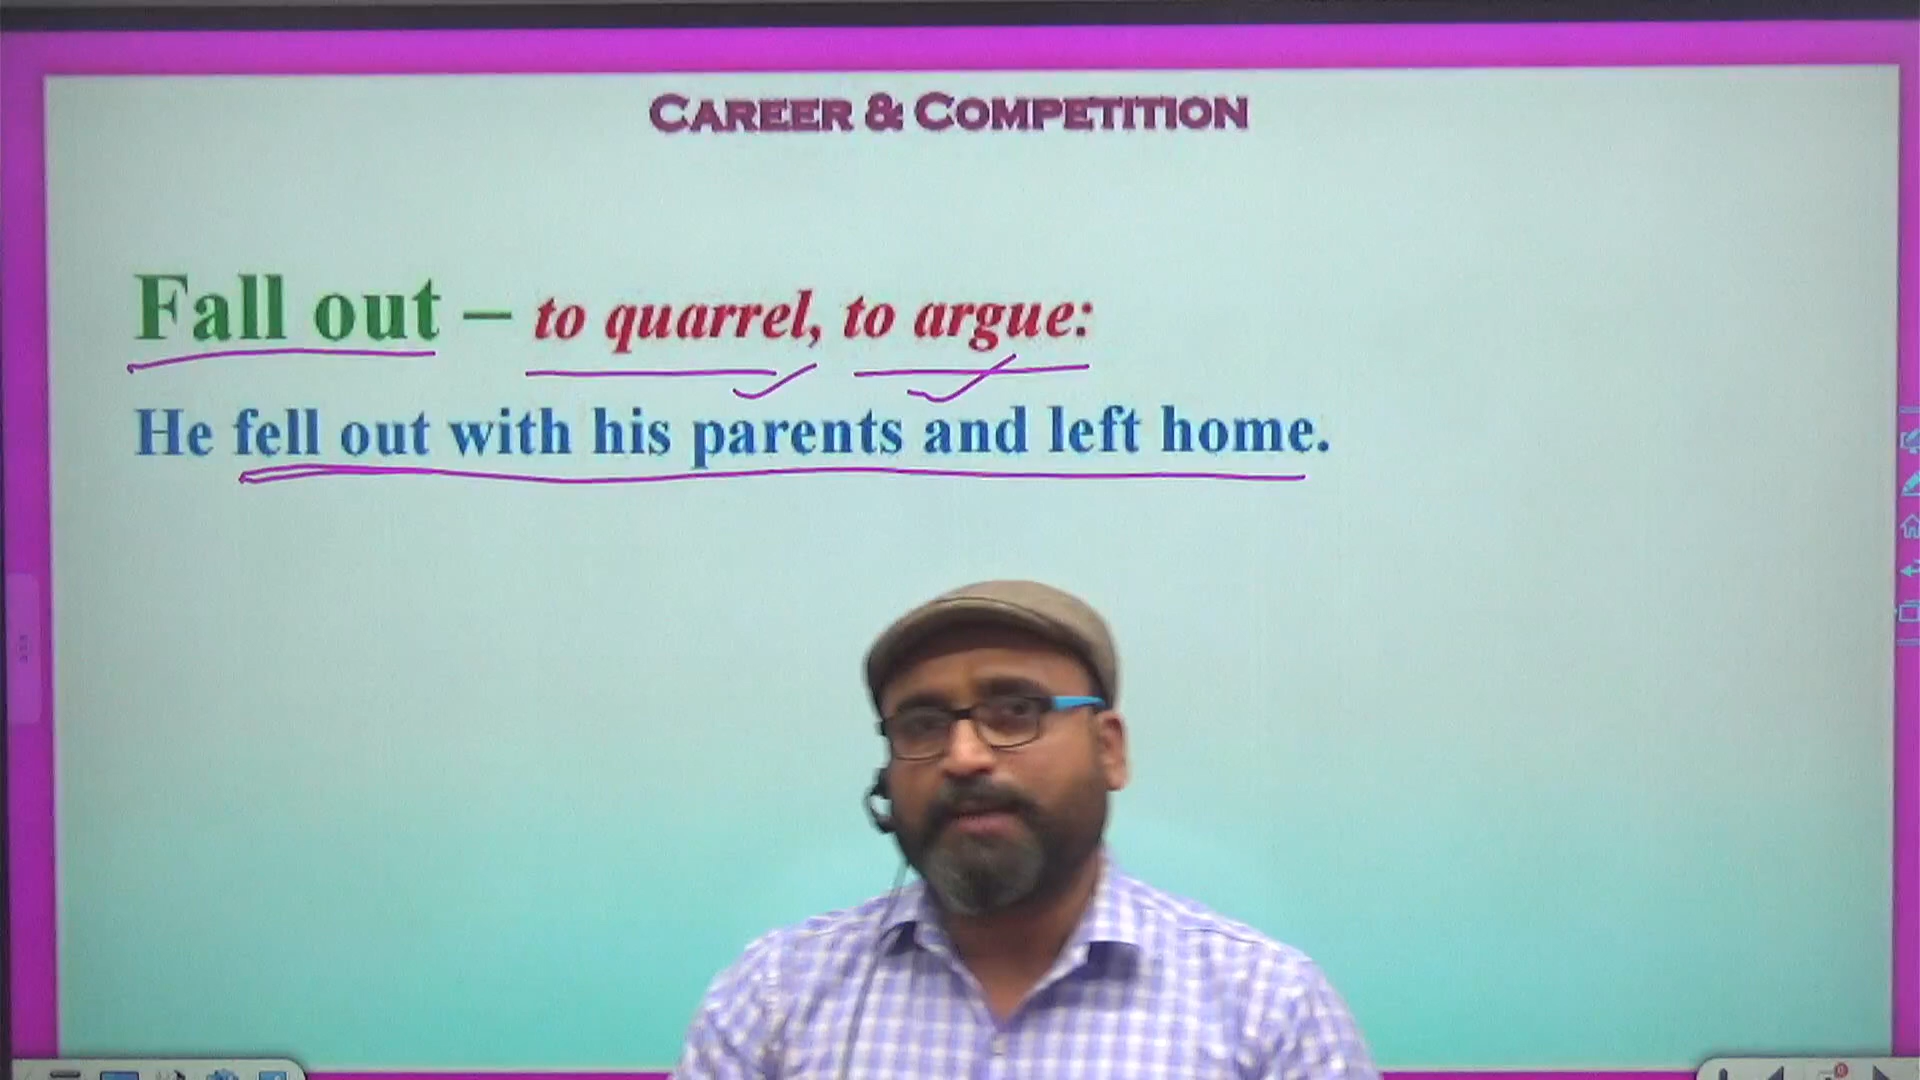 CAREER & COMPETITION
Fall out – to quarrel, to argue:
He fell out with his parents and left home.